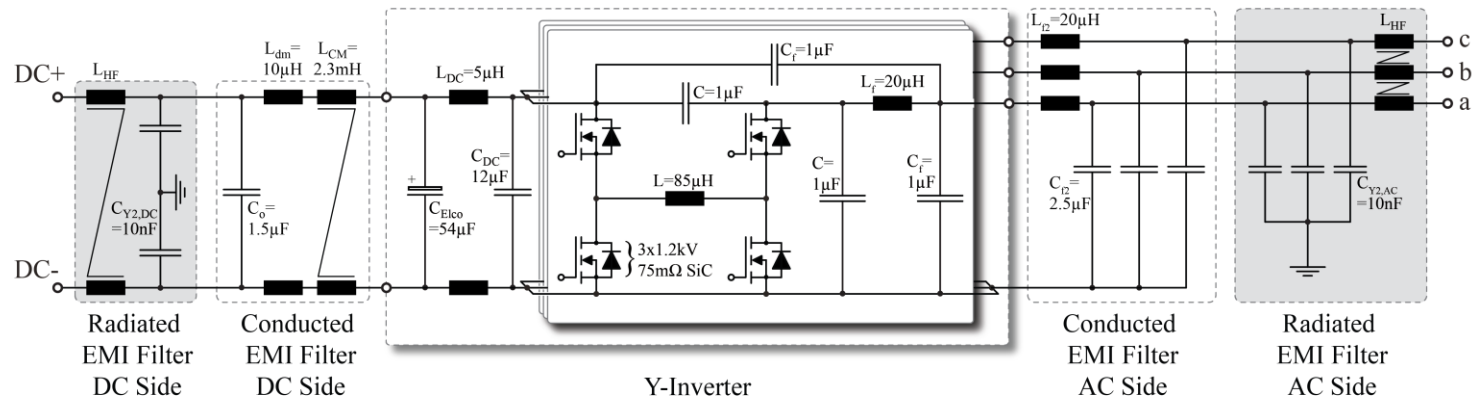 DC+
DC-
L_HF
C_Y2,DC
=10nF
Radiated
EMI Filter
DC Side
L_dm=
10µH
L_CM=
2.3mH
C_o=
1.5µF
Conducted
EMI Filter
DC Side
L_DC=5µH
+
C_Elco
=54µF
C_DC=
12µF
C_f=1µF
C=1µF
L_f=20µH
L=85µH
C=
1µF
C_f=
1µF
3x1.2kV
75mΩ SiC
Y-Inverter
L_f2=20µH
C_f2=
2.5µF
Conducted
EMI Filter
AC Side
L_HF
c
b
a
C_Y2,AC
=10nF
Radiated
EMI Filter
AC Side